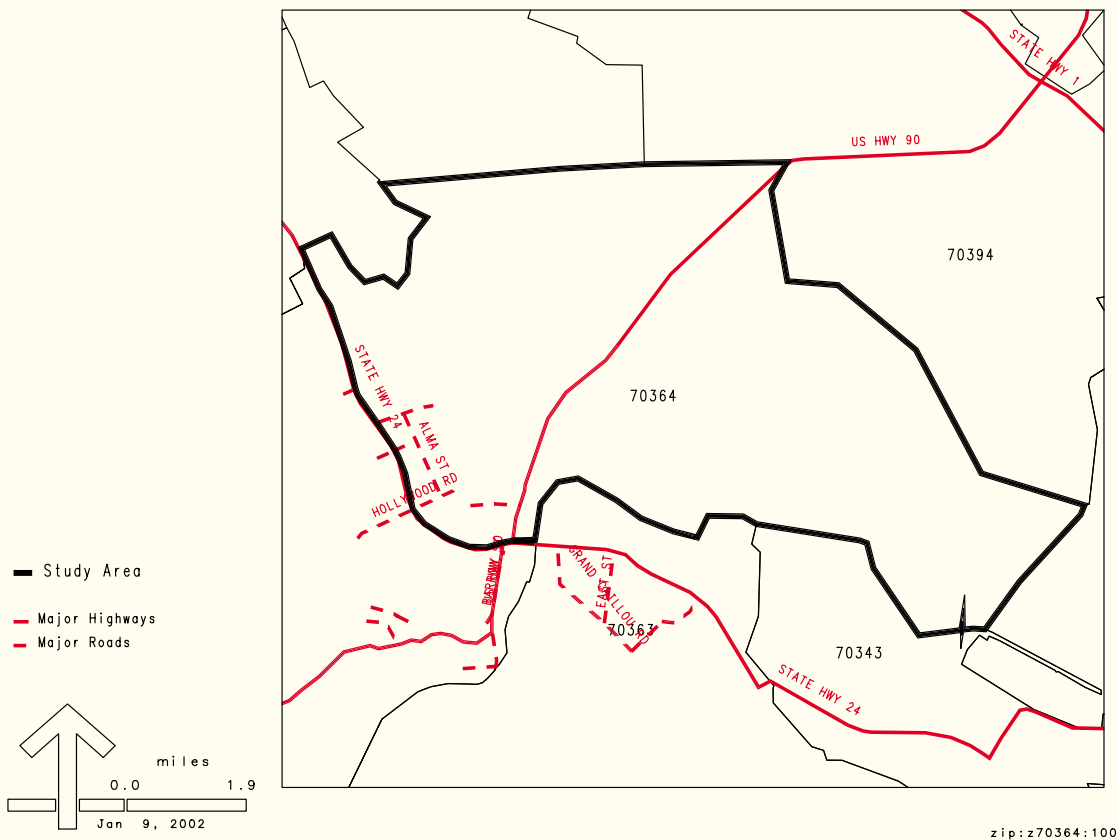 STATE HWY 1
US HWY 90
70394
STATE HWY 24
70364
ALMA ST
HOLLYWOOD RD
GRAND CAILLOU RD
EAST ST
70363
70343
STATE HWY 24
Study Area
Major Highways
Major Roads
miles
0.0 1.9
Jan 9, 2002
zip:z70364:100